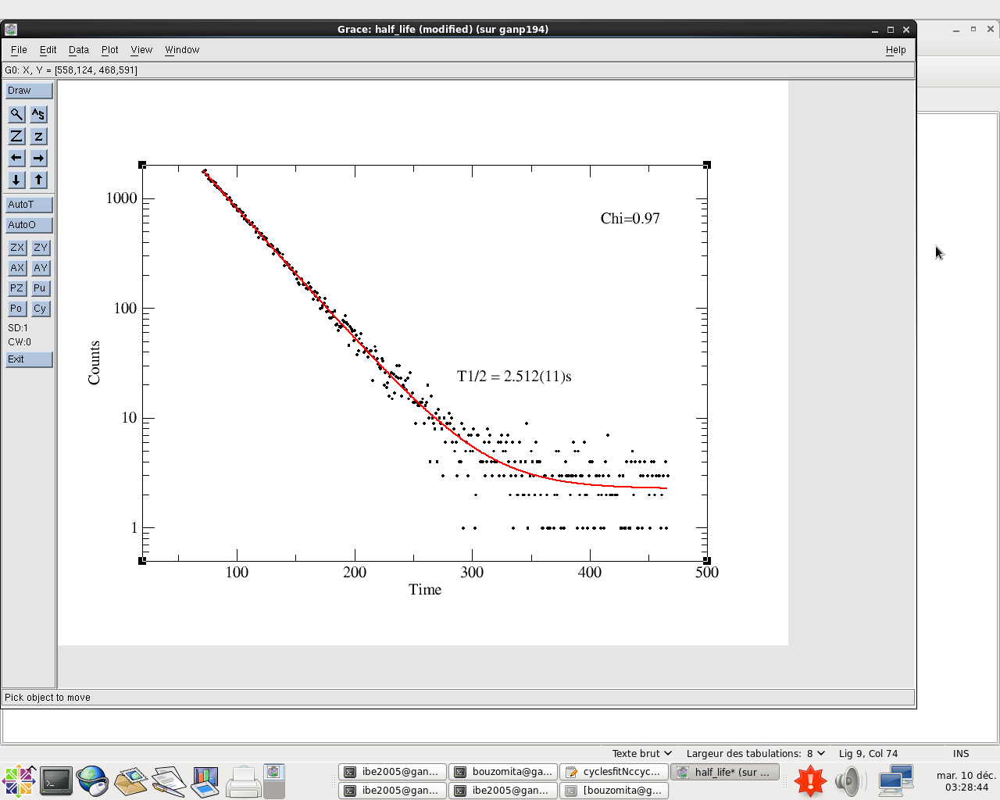 Grace: half_life (modified) (sur ganp194)
File Edit Data Plot View Window Help
G0: X, Y = [558,124, 468,591]
Draw
AS
Z z
AutoT
AutoO
ZX ZY
AX AY
PZ Pu
Po Cy
SD:1
CW:0
Exit
1000
100
10
1
Counts
Chi=0.97
T1/2 = 2.512(11)s
100 200 300 400 500
Time
Pick object to move
Texte brut Largeur des tabulations: 8 Lig 9, Col 74 INS
ibe2005@gan... bouzomita@ga... cyclesfitNccyc... half_life* (sur ...
ibe2005@gan... ibe2005@gan... [bouzomita@g...
mar. 10 déc.
03:28:44